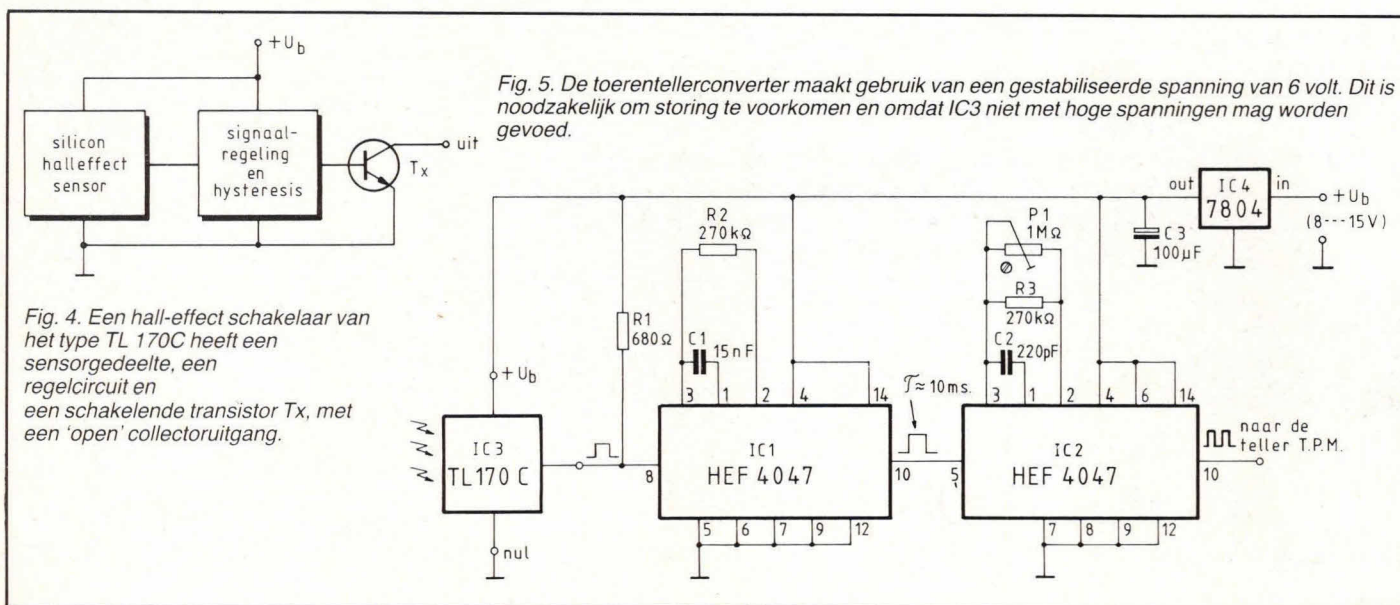 +Ub
silicon
halleffect
sensor
signaal-
regeling
en
hysteresis
uit
Tx
Fig. 4. Een hall-effect schakelaar van
het type TL 170C heeft een
sensorgedeelte, een
regelcircuit en
een schakelende transistor Tx, met
een 'open' collectoruitgang.
Fig. 5. De toerentellerconverter maakt gebruik van een gestabiliseerde spanning van 6 volt. Dit is
noodzakelijk om storing te voorkomen en omdat IC3 niet met hoge spanningen mag worden
gevoed.
out IC4 in
7804
+Ub
(8---15V)
C3
100µF
R2
270kΩ
P1
1MΩ
R3
270kΩ
R1
680Ω
C1 15nF
C2 220pF
3 1 2 4 14
3 1 2 4 6 14
+Ub
IC3
TL170 C
nul
8
IC1
HEF 4047
10
τ≈10ms.
5
IC2
HEF 4047
10
naar de
teller T.P.M.
5 6 7 9 12
7 8 9 12